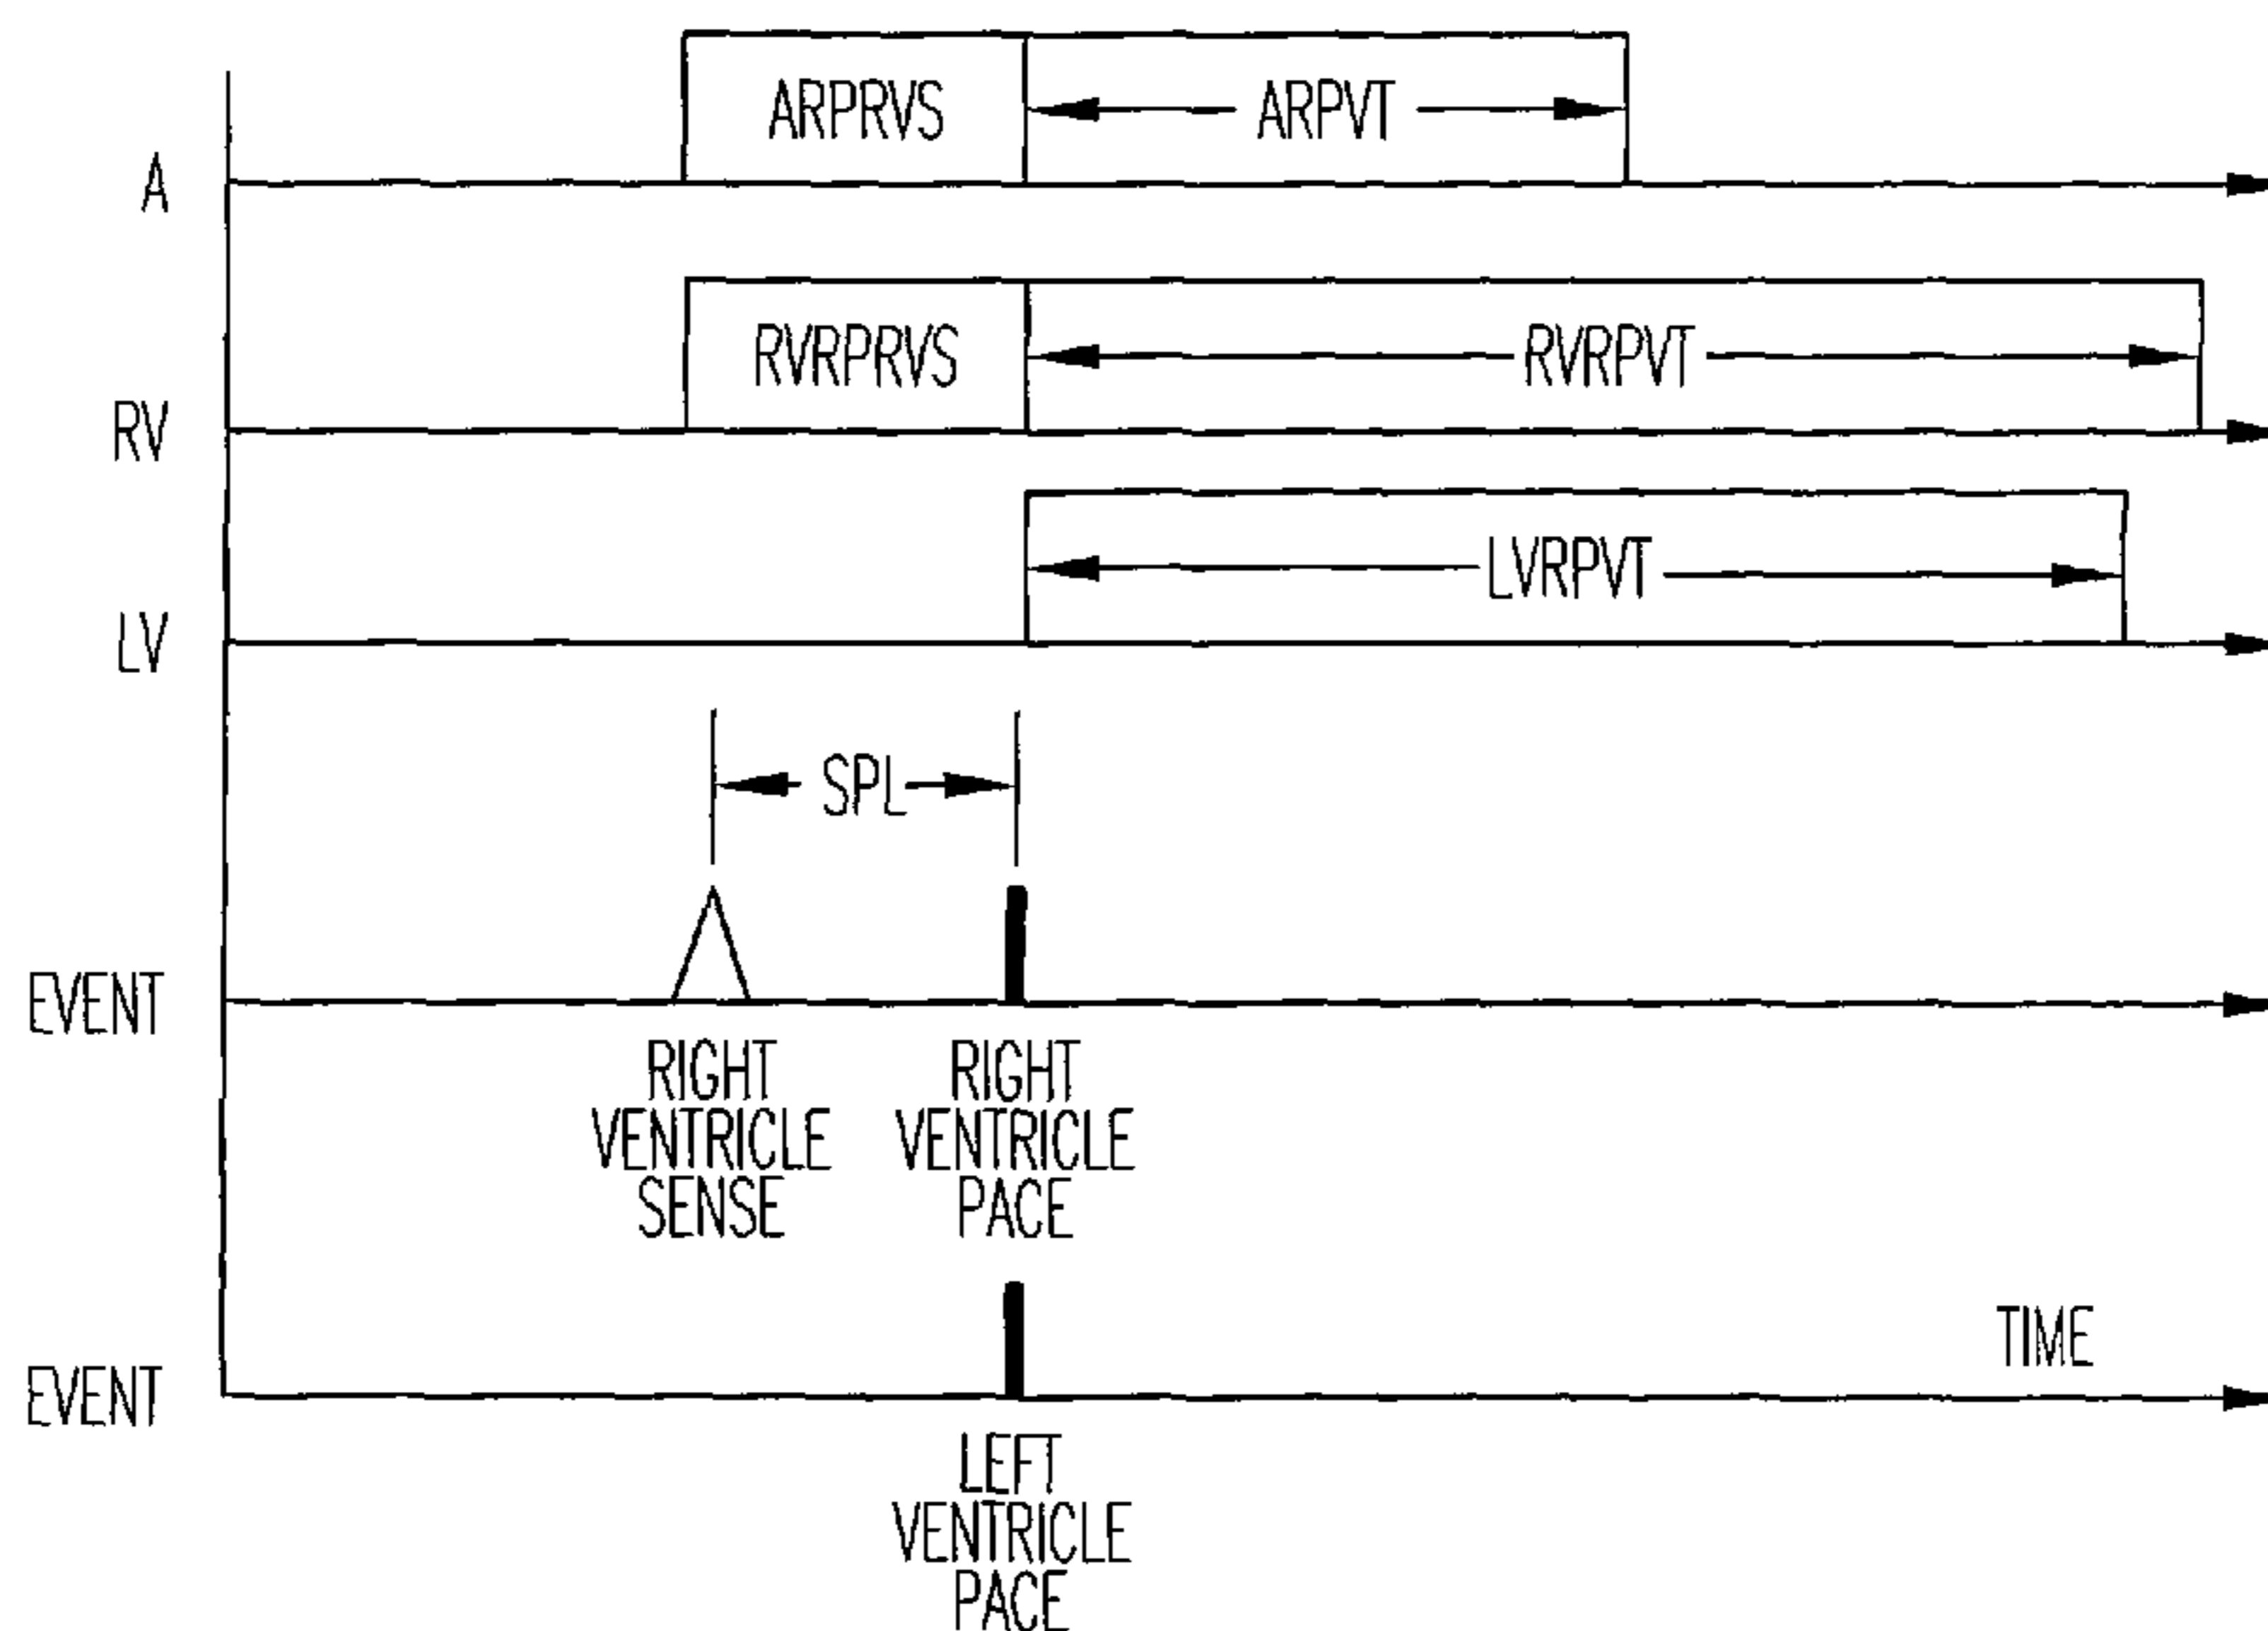 ARPRVS ARPVT
A
RVRPRVS RVRPVT
RV
LVRPVT
LV
SPL
EVENT
RIGHT
VENTRICLE
SENSE
RIGHT
VENTRICLE
PACE
TIME
EVENT
LEFT
VENTRICLE
PACE